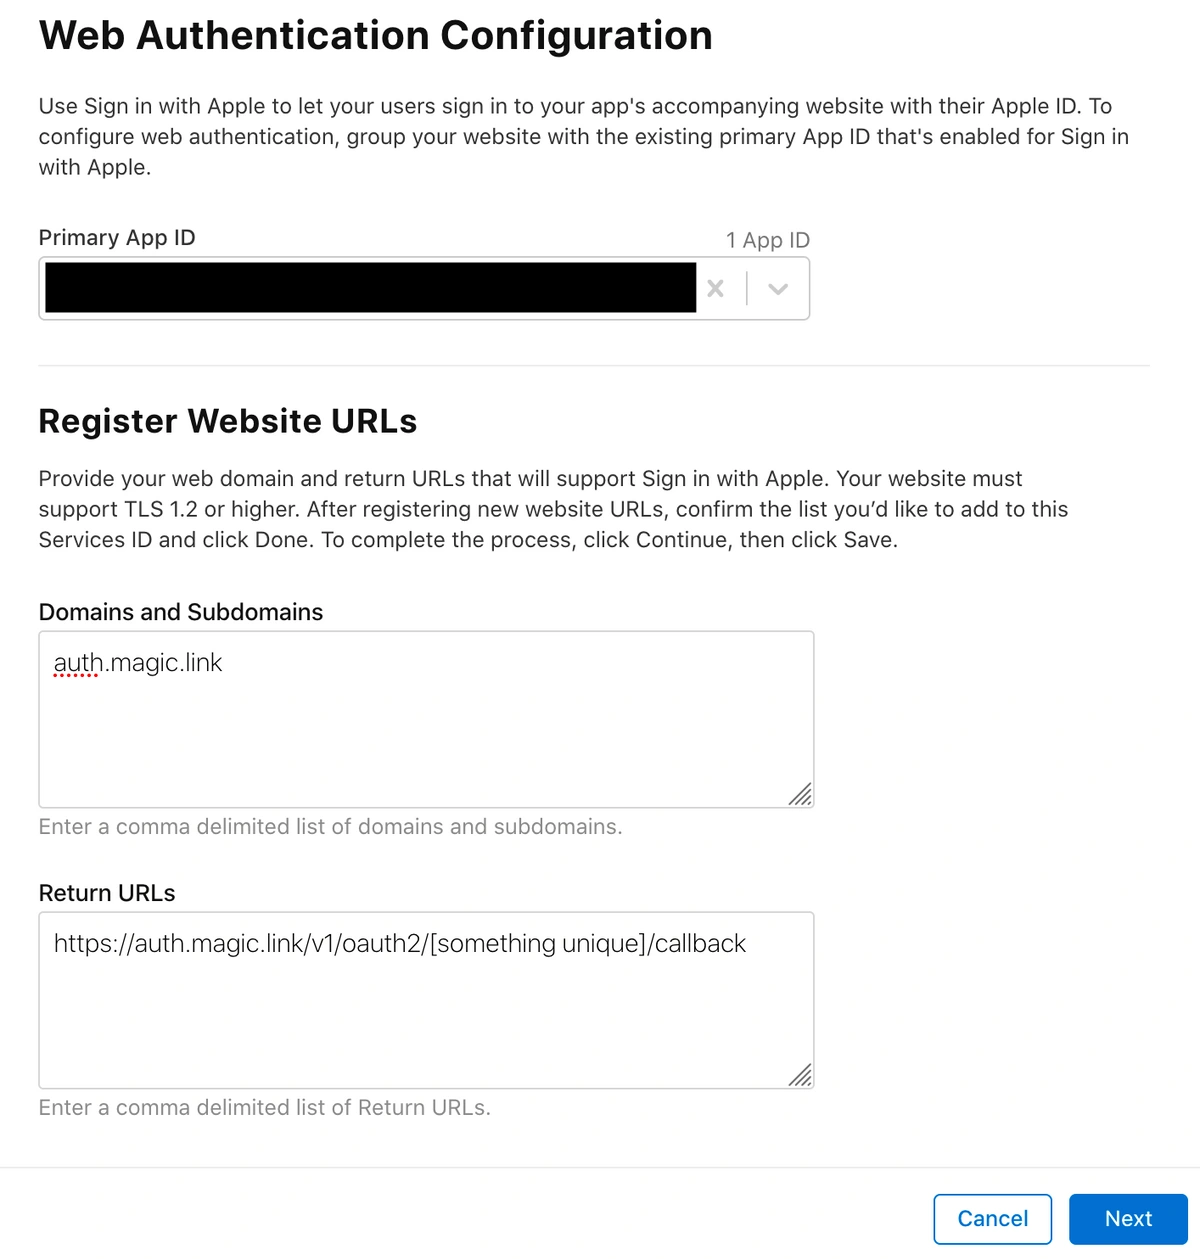 Web Authentication Configuration
Use Sign in with Apple to let your users sign in to your app's accompanying website with their Apple ID. To
configure web authentication, group your website with the existing primary App ID that's enabled for Sign in
with Apple.
Primary App ID
1 App ID
Register Website URLs
Provide your web domain and return URLs that will support Sign in with Apple. Your website must
support TLS 1.2 or higher. After registering new website URLs, confirm the list you’d like to add to this
Services ID and click Done. To complete the process, click Continue, then click Save.
Domains and Subdomains
auth.magic.link
Enter a comma delimited list of domains and subdomains.
Return URLs
https://auth.magic.link/v1/oauth2/[something unique]/callback
Enter a comma delimited list of Return URLs.
Cancel
Next